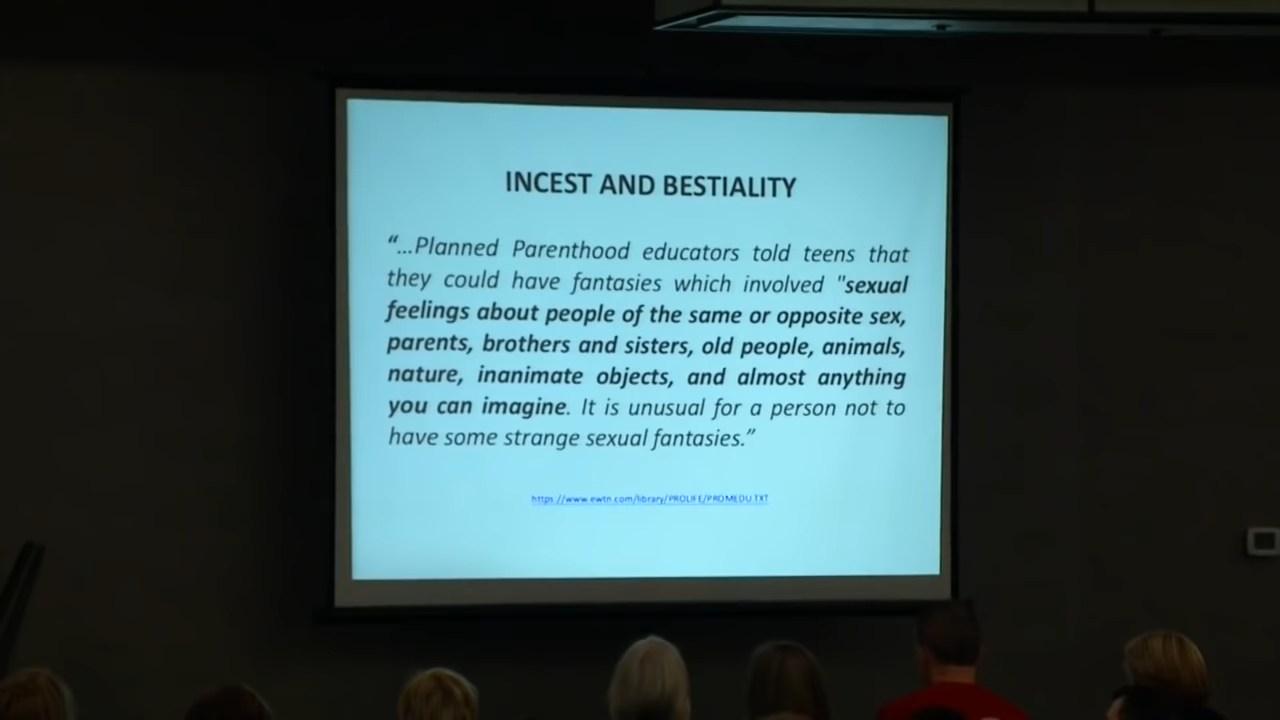 INCEST AND BESTIALITY
“...Planned Parenthood educators told teens that
they could have fantasies which involved "sexual
feelings about people of the same or opposite sex,
parents, brothers and sisters, old people, animals,
nature, inanimate objects, and almost anything
you can imagine. It is unusual for a person not to
have some strange sexual fantasies.”
https://www.ewtn.com/library/PROLIFE/PROMEDU.TXT